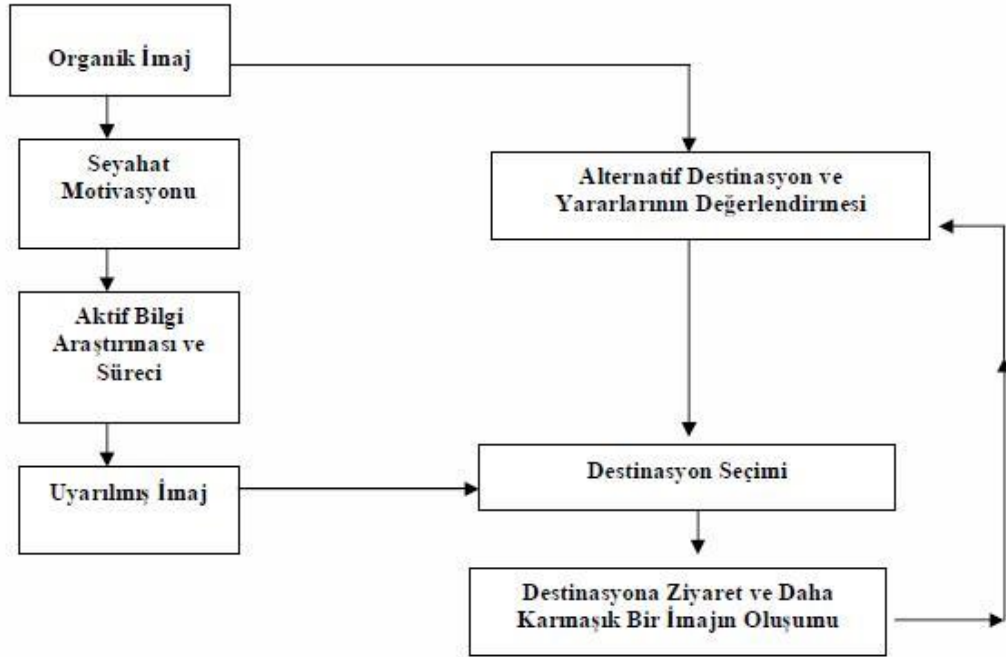 Organik İmaj
Seyahat
Motivasyonu
Aktif Bilgi
Araştırması ve
Süreci
Uyarılmış İmaj
Alternatif Destinasyon ve
Yararlarının Değerlendirmesi
Destinasyon Seçimi
Destinasyona Ziyaret ve Daha
Karmaşık Bir İmajın Oluşumu